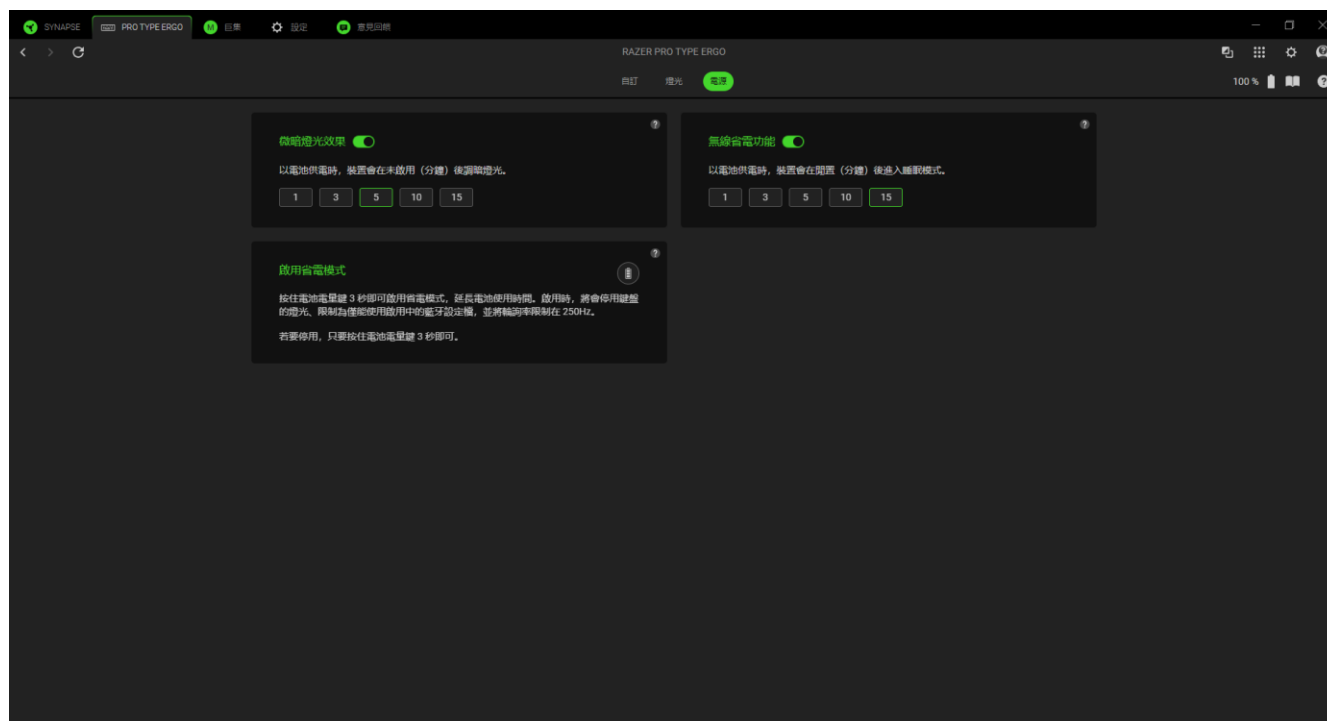 SYNAPSE
PRO TYPE ERGO
巨集
設定
意見回饋
RAZER PRO TYPE ERGO
自訂
燈光
電源
100 %
微暗燈光效果
以電池供電時，裝置會在未啟用（分鐘）後調暗燈光。
1 3 5 10 15
無線省電功能
以電池供電時，裝置會在閒置（分鐘）後進入睡眠模式。
1 3 5 10 15
啟用省電模式
按住電池電量鍵 3 秒即可啟用省電模式，延長電池使用時間。啟用時，將會停用鍵盤
的燈光、限制為僅能使用啟用中的藍牙設定檔，並將輪詢率限制在 250Hz。
若要停用，只要按住電池電量鍵 3 秒即可。